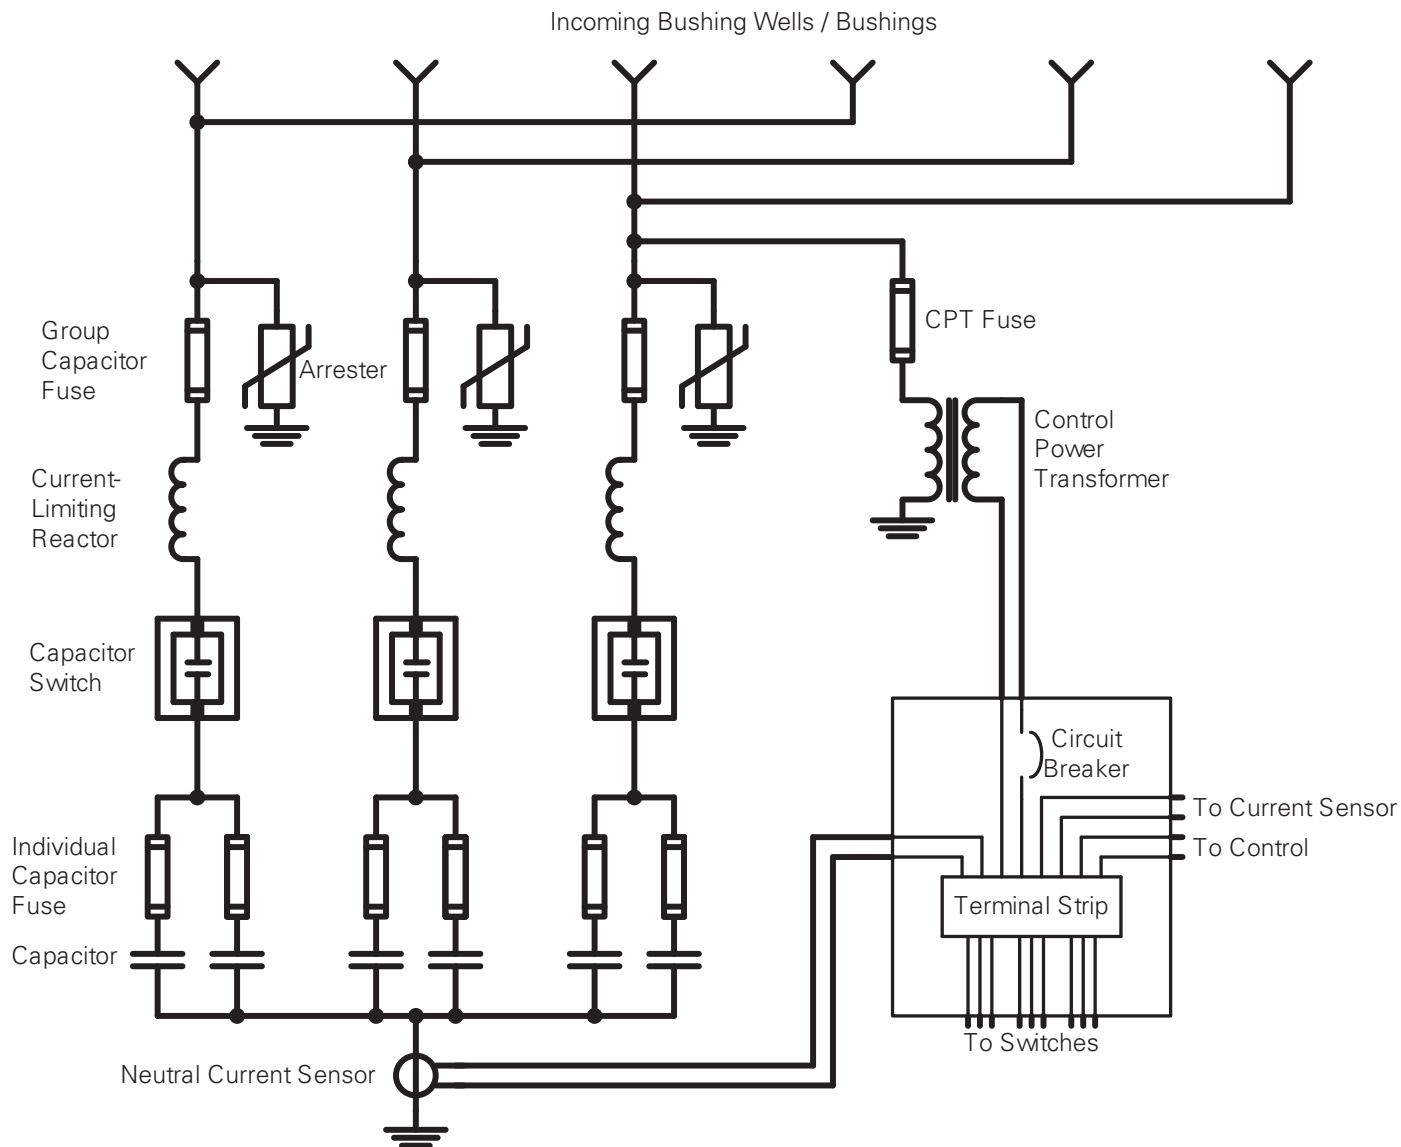 Incoming Bushing Wells / Bushings
Group
Capacitor
Fuse
Arrester
CPT Fuse
Control
Power
Transformer
Current-
Limiting
Reactor
Capacitor
Switch
Circuit
Breaker
To Current Sensor
To Control
Individual
Capacitor
Fuse
Terminal Strip
Capacitor
To Switches
Neutral Current Sensor